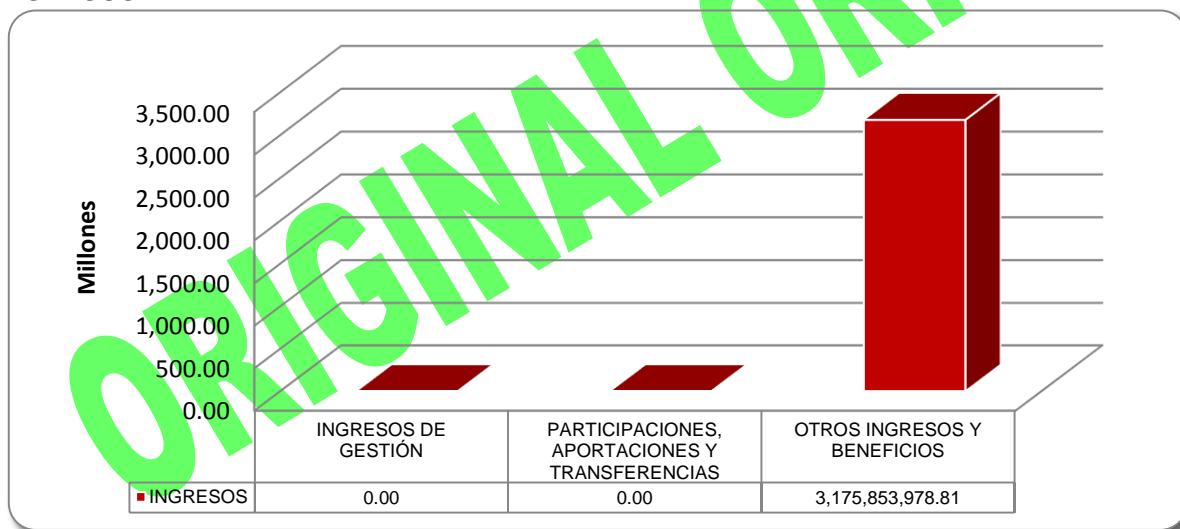 ORIGINAL ORI
3,500.00
3,000.00
2,500.00
2,000.00
1,500.00
1,000.00
500.00
0.00
Millones
INGRESOS DE
GESTIÓN
PARTICIPACIONES,
APORTACIONES Y
TRANSFERENCIAS
OTROS INGRESOS Y
BENEFICIOS
INGRESOS
0.00
0.00
3,175,853,978.81